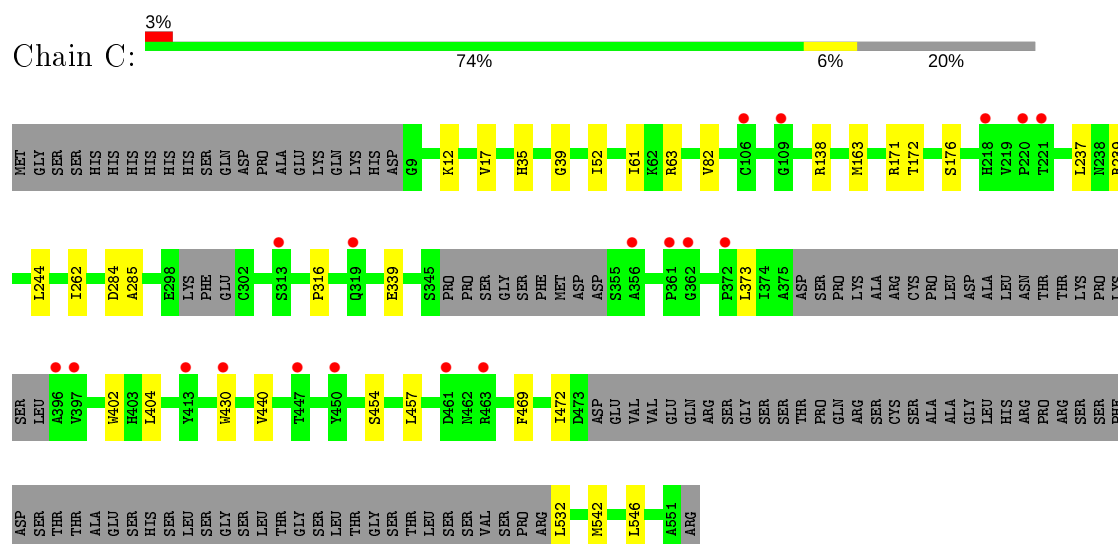 3%
Chain C:
74% 6% 20%
MET GLY SER SER HIS HIS HIS HIS HIS HIS SER GLN ASP PRO ALA GLU LYS GLN LYS HIS ASP G9 K12 V17 H35 G39 I52 I61 K62 R63 V82 C106 G109 R138 M163 R171 T172 S176 H218 V219 P220 T221 L237 N238 R239
L244 I262 D284 A285 E298 LYS PHE GLU C302 S313 P316 Q319 E339 S345 PRO PRO SER GLY SER PHE MET ASP ASP S355 A356 P361 G362 P372 L373 I374 A375 ASP SER PRO LYS ALA ARG CYS PRO LEU ASP ALA LEU ASN THR THR LYS PRO LYS
SER LEU A396 V397 W402 H403 L404 Y413 W430 V440 T447 Y450 S454 L457 D461 N462 R463 F469 I472 D473 ASP GLU VAL VAL GLU GLN ARG SER GLY SER SER THR PRO GLN ARG SER CYS SER ALA ALA GLY LEU HIS ARG PRO ARG SER SER PHE
ASP SER THR THR ALA GLU SER HIS SER LEU SER GLY SER LEU THR GLY SER LEU THR GLY SER THR LEU SER SER VAL SER PRO ARG L532 M542 L546 A551 ARG